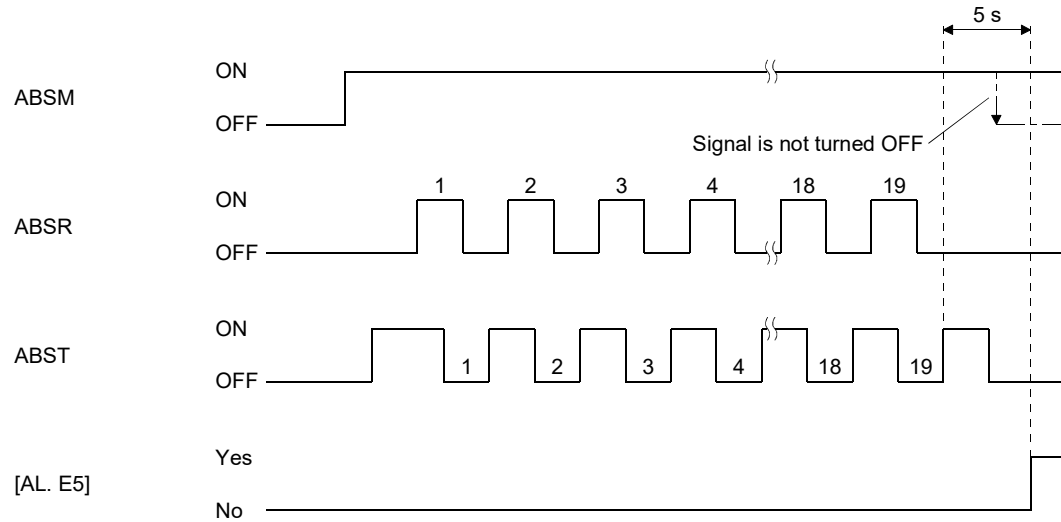 5 s
ON
ABSM
OFF
Signal is not turned OFF
1 2 3 4 18 19
ON
ABSR
OFF
ON
ABST
1 2 3 4 18 19
OFF
Yes
[AL. E5]
No